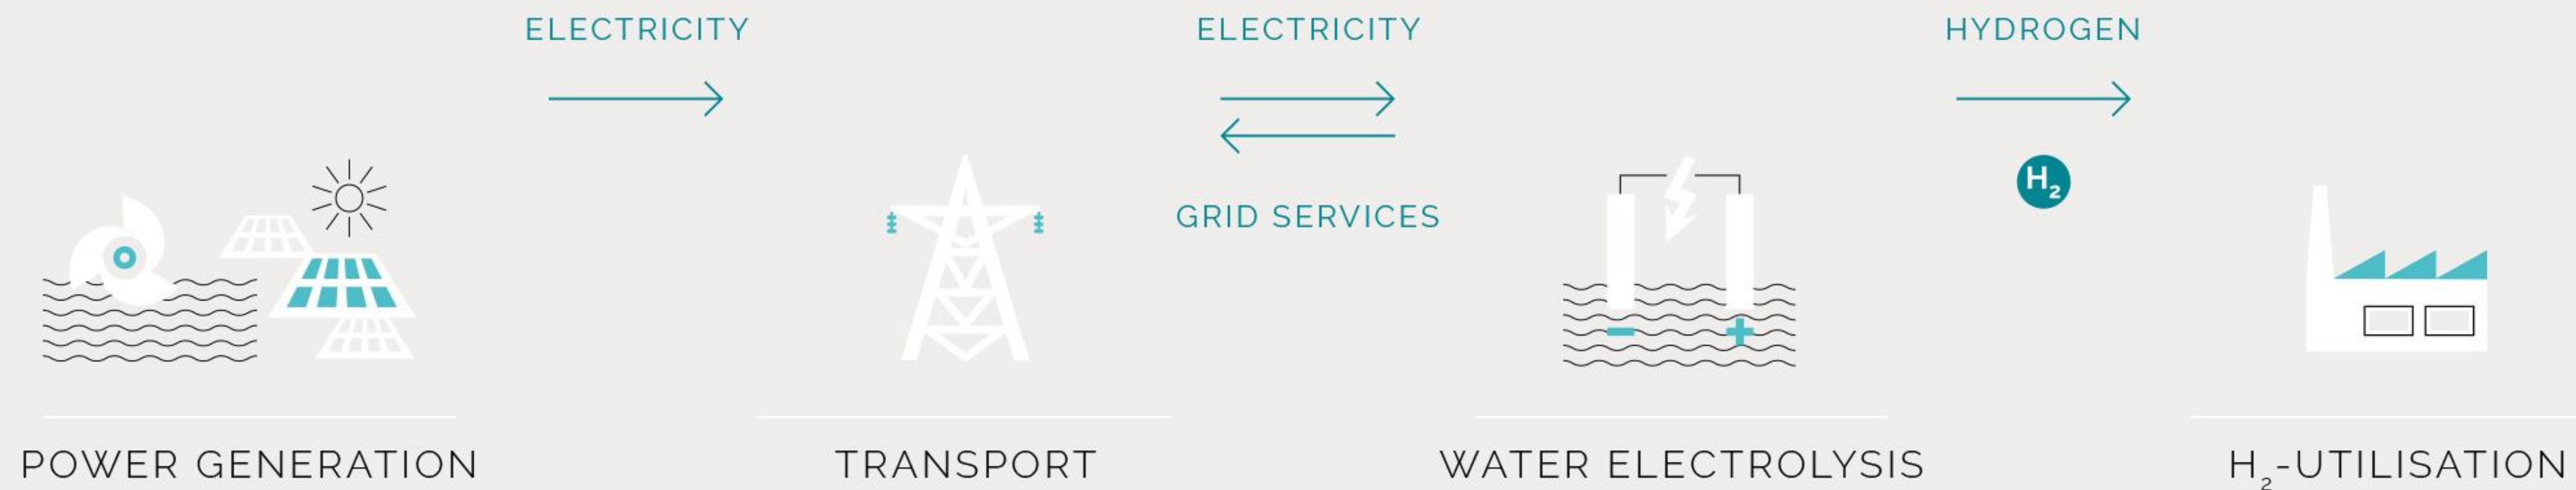 ELECTRICITY
ELECTRICITY
HYDROGEN
GRID SERVICES
H₂
− +
POWER GENERATION
TRANSPORT
WATER ELECTROLYSIS
H₂-UTILISATION